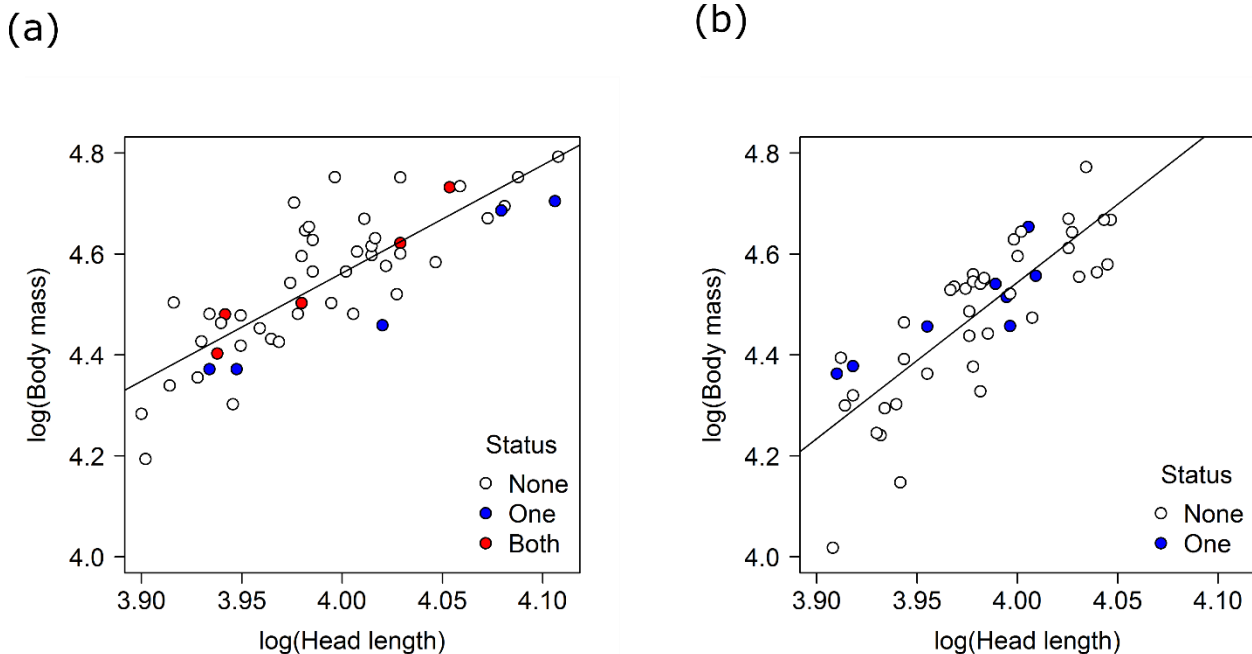 (a)
4.8
4.6
4.4
4.2
4.0
log(Body mass)
Status
None
One
Both
3.90 3.95 4.00 4.05 4.10
log(Head length)
(b)
4.8
4.6
4.4
4.2
4.0
log(Body mass)
Status
None
One
3.90 3.95 4.00 4.05 4.10
log(Head length)